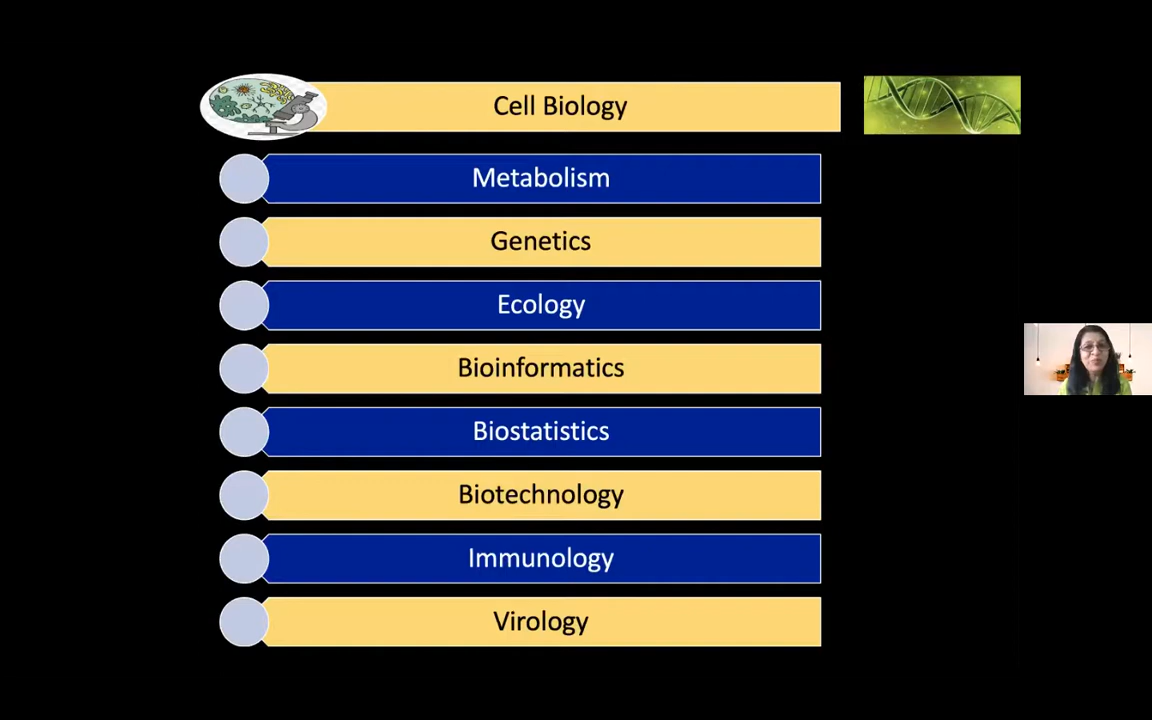 Cell Biology
Metabolism
Genetics
Ecology
Bioinformatics
Biostatistics
Biotechnology
Immunology
Virology